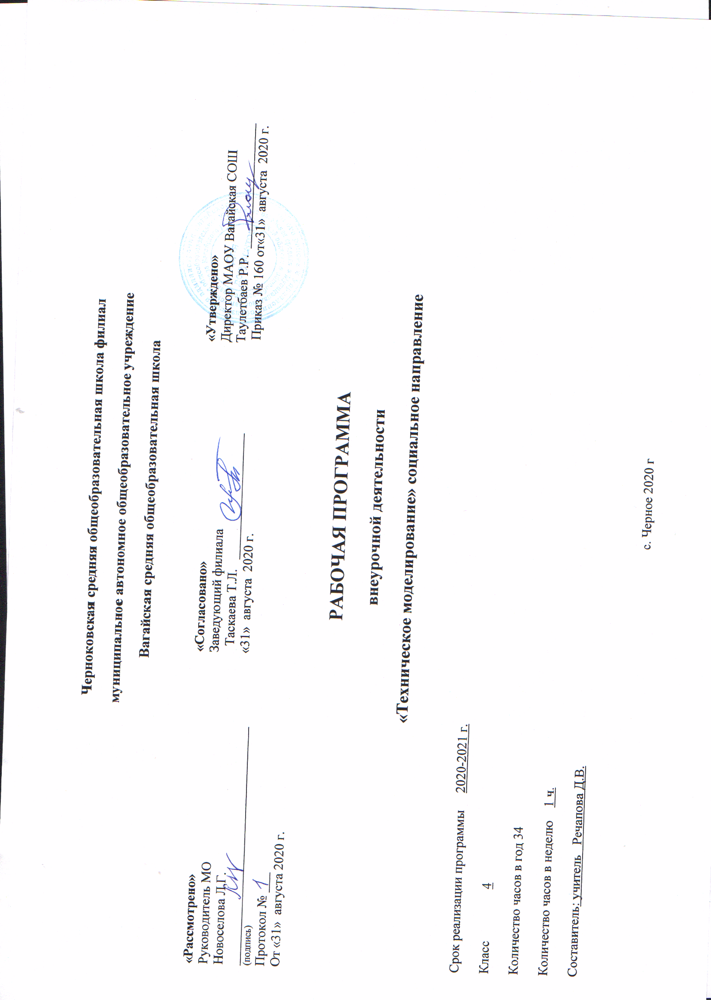 Черноковская средняя общеобразовательная школа филиал
муниципальное автономное общеобразовательное учреждение
Вагайская средняя общеобразовательная школа
«Рассмотрено»
Руководитель МО
Новоселова Л.Г.
(подпись)
Протокол № 1
От «31» августа 2020 г.
«Согласовано»
Заведующий филиала
Таскаева Т.Л.
«31» августа 2020 г.
«Утверждено»
Директор МАОУ Вагайская СОШ
Таулетбаев Р.Р.
Приказ № 160 от«31» августа 2020 г.
РАБОЧАЯ ПРОГРАММА
внеурочной деятельности
«Техническое моделирование» социальное направление
Срок реализации программы 2020-2021 г.
Класс 4
Количество часов в год 34
Количество часов в неделю 1 ч.
Составитель: учитель Речапова Д.В.
с. Черное 2020 г